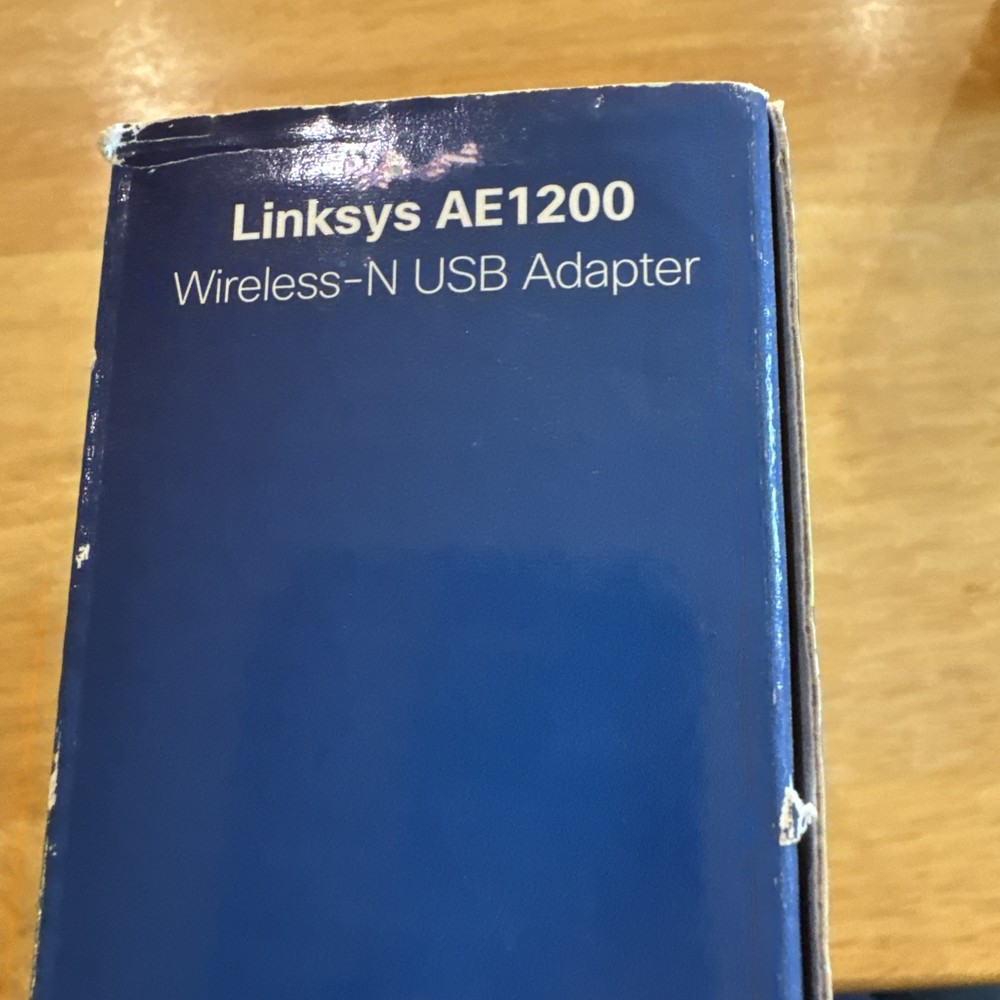 Linksys AE1200
Wireless-N USB Adapter